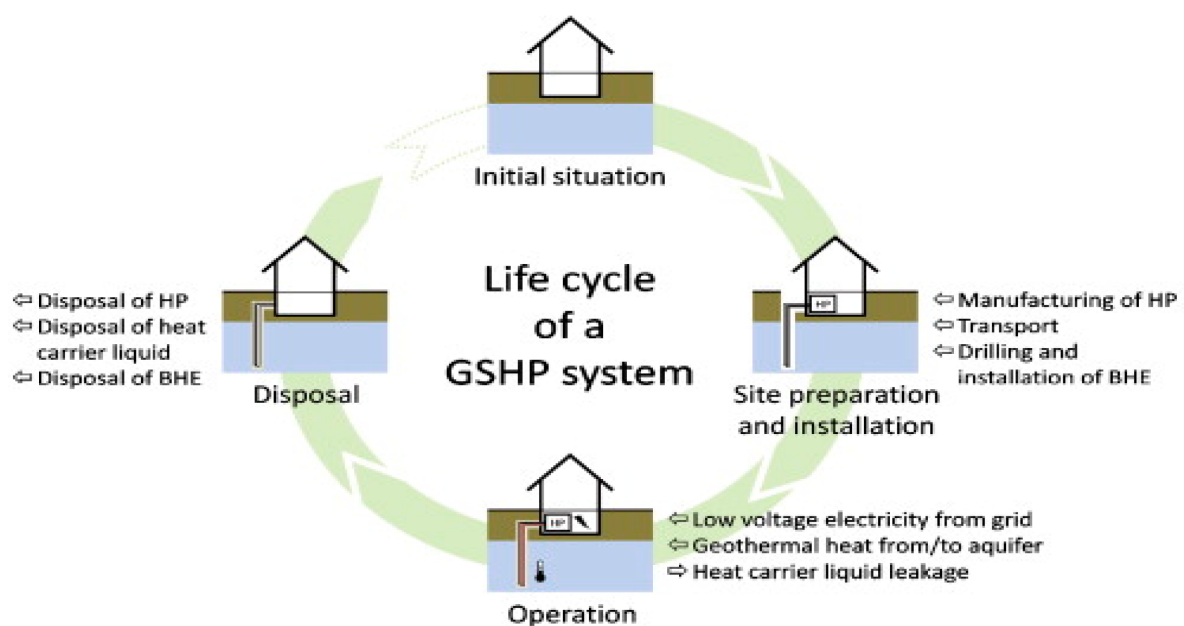 Initial situation
Life cycle
of a
GSHP system
⇦ Disposal of HP
⇦ Disposal of heat
carrier liquid
⇦ Disposal of BHE
Disposal
HP
⇦ Manufacturing of HP
⇦ Transport
⇦ Drilling and
installation of BHE
Site preparation
and installation
HP
⇦ Low voltage electricity from grid
⇦ Geothermal heat from/to aquifer
⇨ Heat carrier liquid leakage
Operation